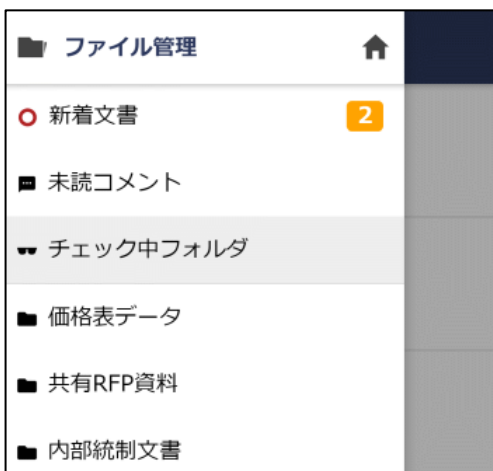 ファイル管理
新着文書 2
未読コメント
チェック中フォルダ
価格表データ
共有RFP資料
内部統制文書